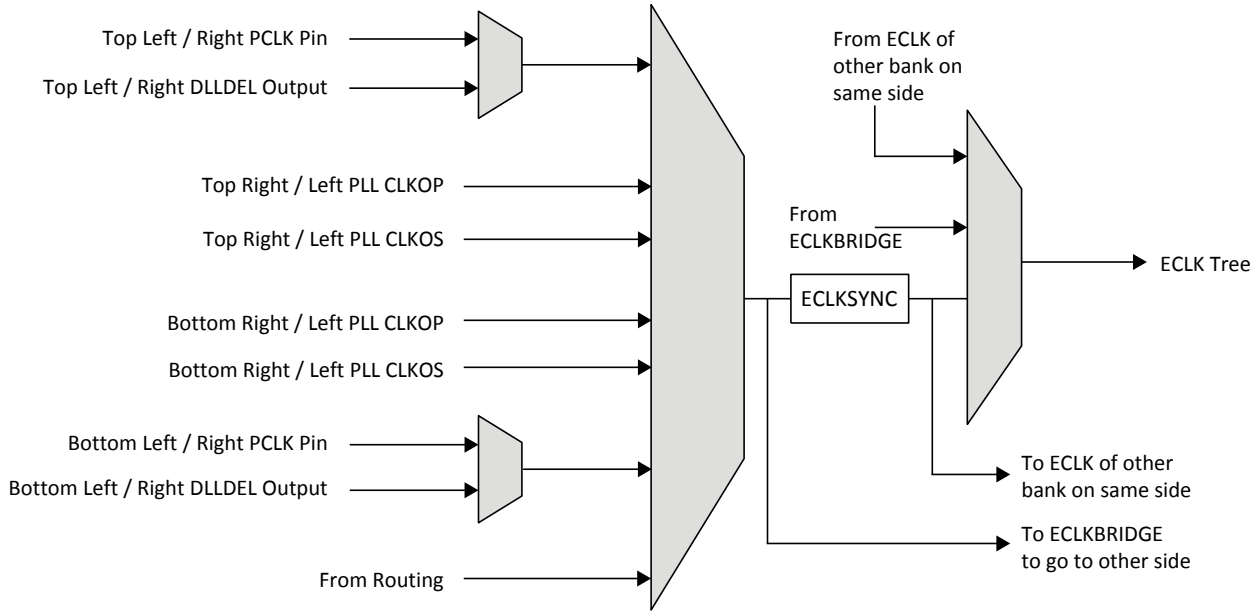 Top Left / Right PCLK Pin
Top Left / Right DLLDEL Output
Top Right / Left PLL CLKOP
Top Right / Left PLL CLKOS
Bottom Right / Left PLL CLKOP
Bottom Right / Left PLL CLKOS
Bottom Left / Right PCLK Pin
Bottom Left / Right DLLDEL Output
From Routing
From ECLK of
other bank on
same side
From
ECLKBRIDGE
ECLKSYNC
ECLK Tree
To ECLK of other
bank on same side
To ECLKBRIDGE
to go to other side